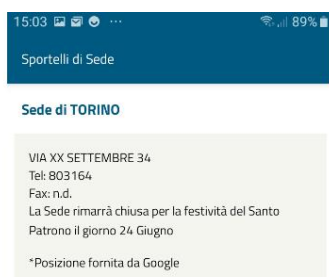 15:03 ... 89%
Sportelli di Sede
Sede di TORINO
VIA XX SETTEMBRE 34
Tel: 803164
Fax: n.d.
La Sede rimarrà chiusa per la festività del Santo
Patrono il giorno 24 Giugno
*Posizione fornita da Google